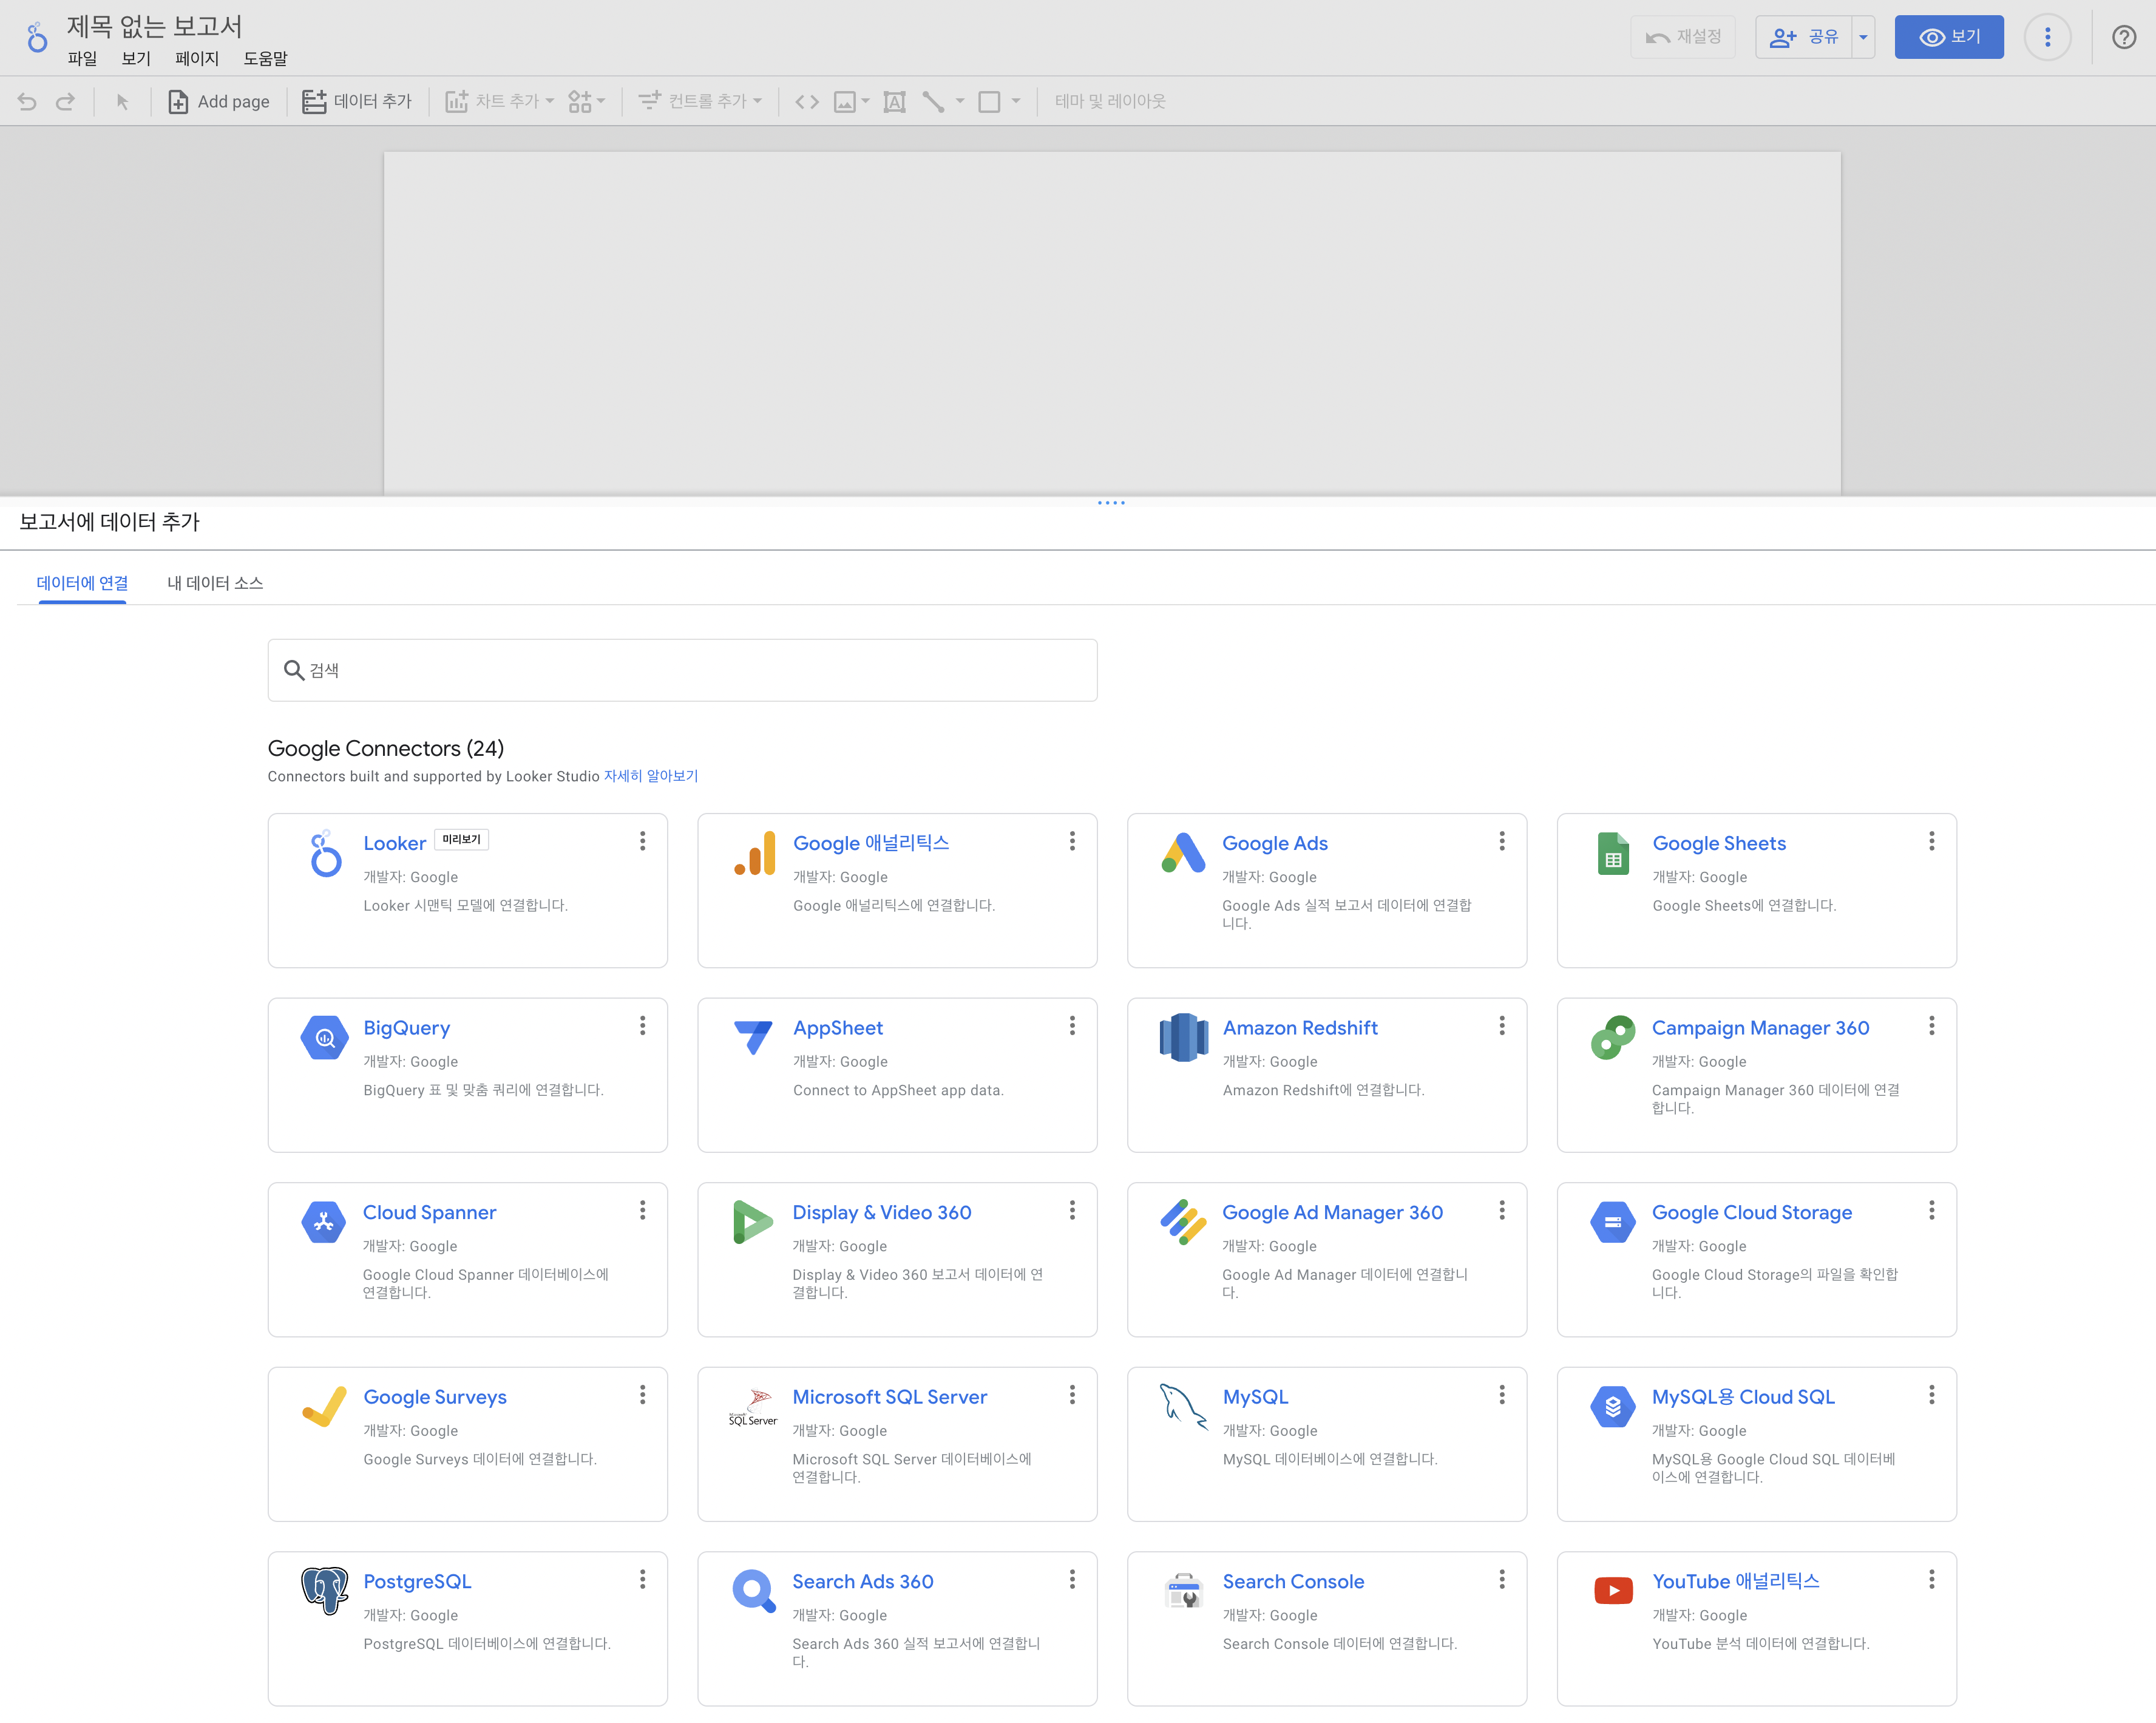 제목 없는 보고서
파일 보기 페이지 도움말
재설정 공유 보기
Add page 데이터 추가 차트 추가 컨트롤 추가 테마 및 레이아웃
보고서에 데이터 추가
데이터에 연결 내 데이터 소스
검색
Google Connectors (24)
Connectors built and supported by Looker Studio 자세히 알아보기
Looker 미리보기
개발자: Google
Looker 시맨틱 모델에 연결합니다.
Google 애널리틱스
개발자: Google
Google 애널리틱스에 연결합니다.
Google Ads
개발자: Google
Google Ads 실적 보고서 데이터에 연결합
니다.
Google Sheets
개발자: Google
Google Sheets에 연결합니다.
BigQuery
개발자: Google
BigQuery 표 및 맞춤 쿼리에 연결합니다.
AppSheet
개발자: Google
Connect to AppSheet app data.
Amazon Redshift
개발자: Google
Amazon Redshift에 연결합니다.
Campaign Manager 360
개발자: Google
Campaign Manager 360 데이터에 연결
합니다.
Cloud Spanner
개발자: Google
Google Cloud Spanner 데이터베이스에
연결합니다.
Display & Video 360
개발자: Google
Display & Video 360 보고서 데이터에 연
결합니다.
Google Ad Manager 360
개발자: Google
Google Ad Manager 데이터에 연결합니
다.
Google Cloud Storage
개발자: Google
Google Cloud Storage의 파일을 확인합
니다.
Google Surveys
개발자: Google
Google Surveys 데이터에 연결합니다.
SQL Server
Microsoft SQL Server
개발자: Google
Microsoft SQL Server 데이터베이스에
연결합니다.
MySQL
개발자: Google
MySQL 데이터베이스에 연결합니다.
MySQL용 Cloud SQL
개발자: Google
MySQL용 Google Cloud SQL 데이터베
이스에 연결합니다.
PostgreSQL
개발자: Google
PostgreSQL 데이터베이스에 연결합니다.
Search Ads 360
개발자: Google
Search Ads 360 실적 보고서에 연결합니
다.
Search Console
개발자: Google
Search Console 데이터에 연결합니다.
YouTube 애널리틱스
개발자: Google
YouTube 분석 데이터에 연결합니다.